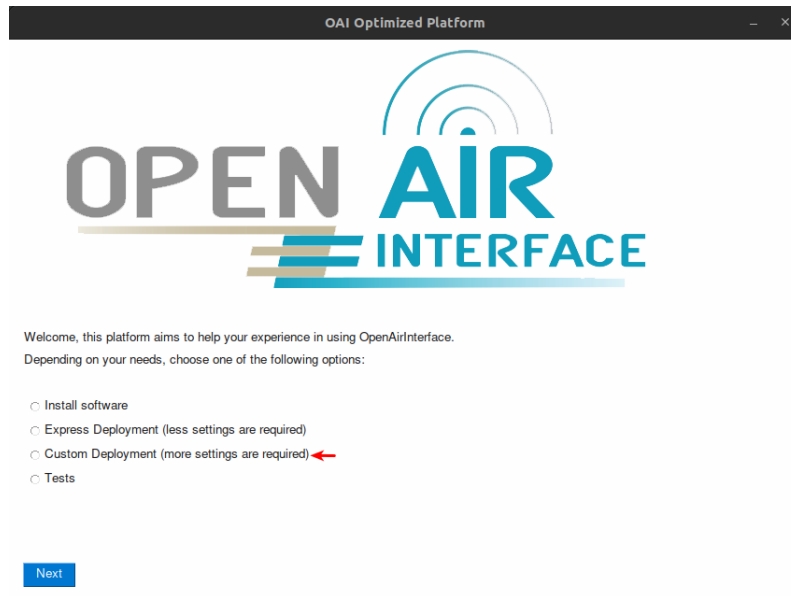 OAI Optimized Platform
OPEN AIR
INTERFACE
Welcome, this platform aims to help your experience in using OpenAirInterface.
Depending on your needs, choose one of the following options:
Install software
Express Deployment (less settings are required)
Custom Deployment (more settings are required)
Tests
Next